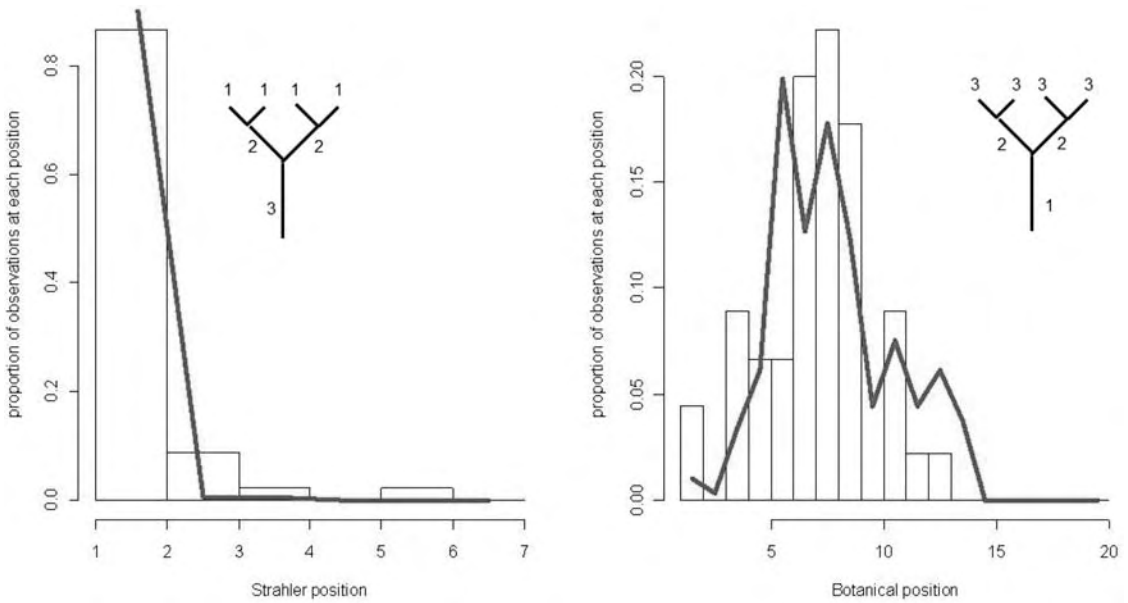 proportion of observations at each position
0.8
0.6
0.4
0.2
0.0
1 1 1 1
2 2
3
1 2 3 4 5 6 7
Strahler position
proportion of observations at each position
0.20
0.15
0.10
0.05
0.00
3 3 3 3
2 2
1
5 10 15 20
Botanical position